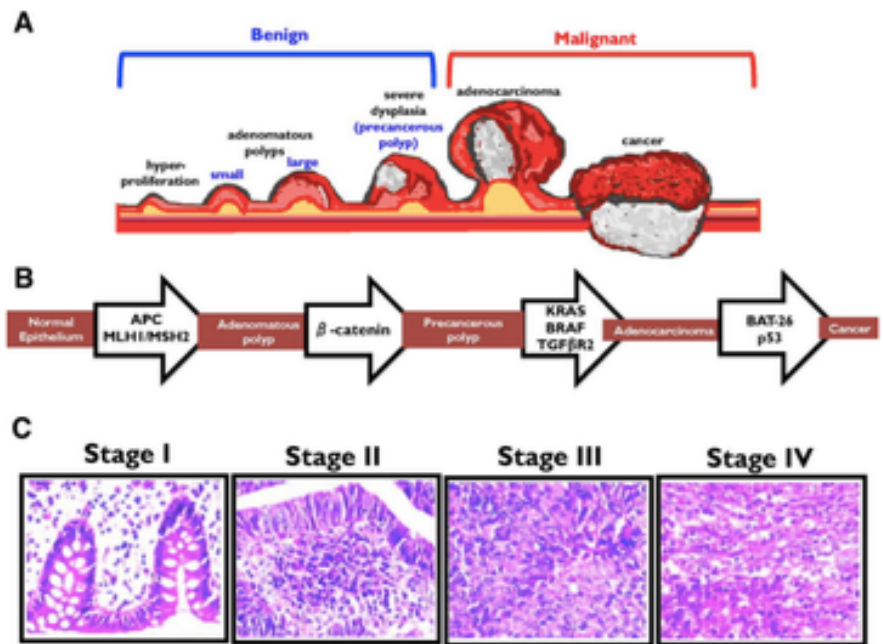 A
Benign
Malignant
hyper-
proliferation
adenomatous
polyps
small
large
severe
dysplasia
(precancerous
polyp)
adenocarcinoma
cancer
B
Normal
Epithelium
APC
MLH1/MSH2
Adenomatous
polyp
β-catenin
Precancerous
polyp
KRAS
BRAF
TGFβR2
Adenocarcinoma
BAT-26
p53
Cancer
C
Stage I
Stage II
Stage III
Stage IV